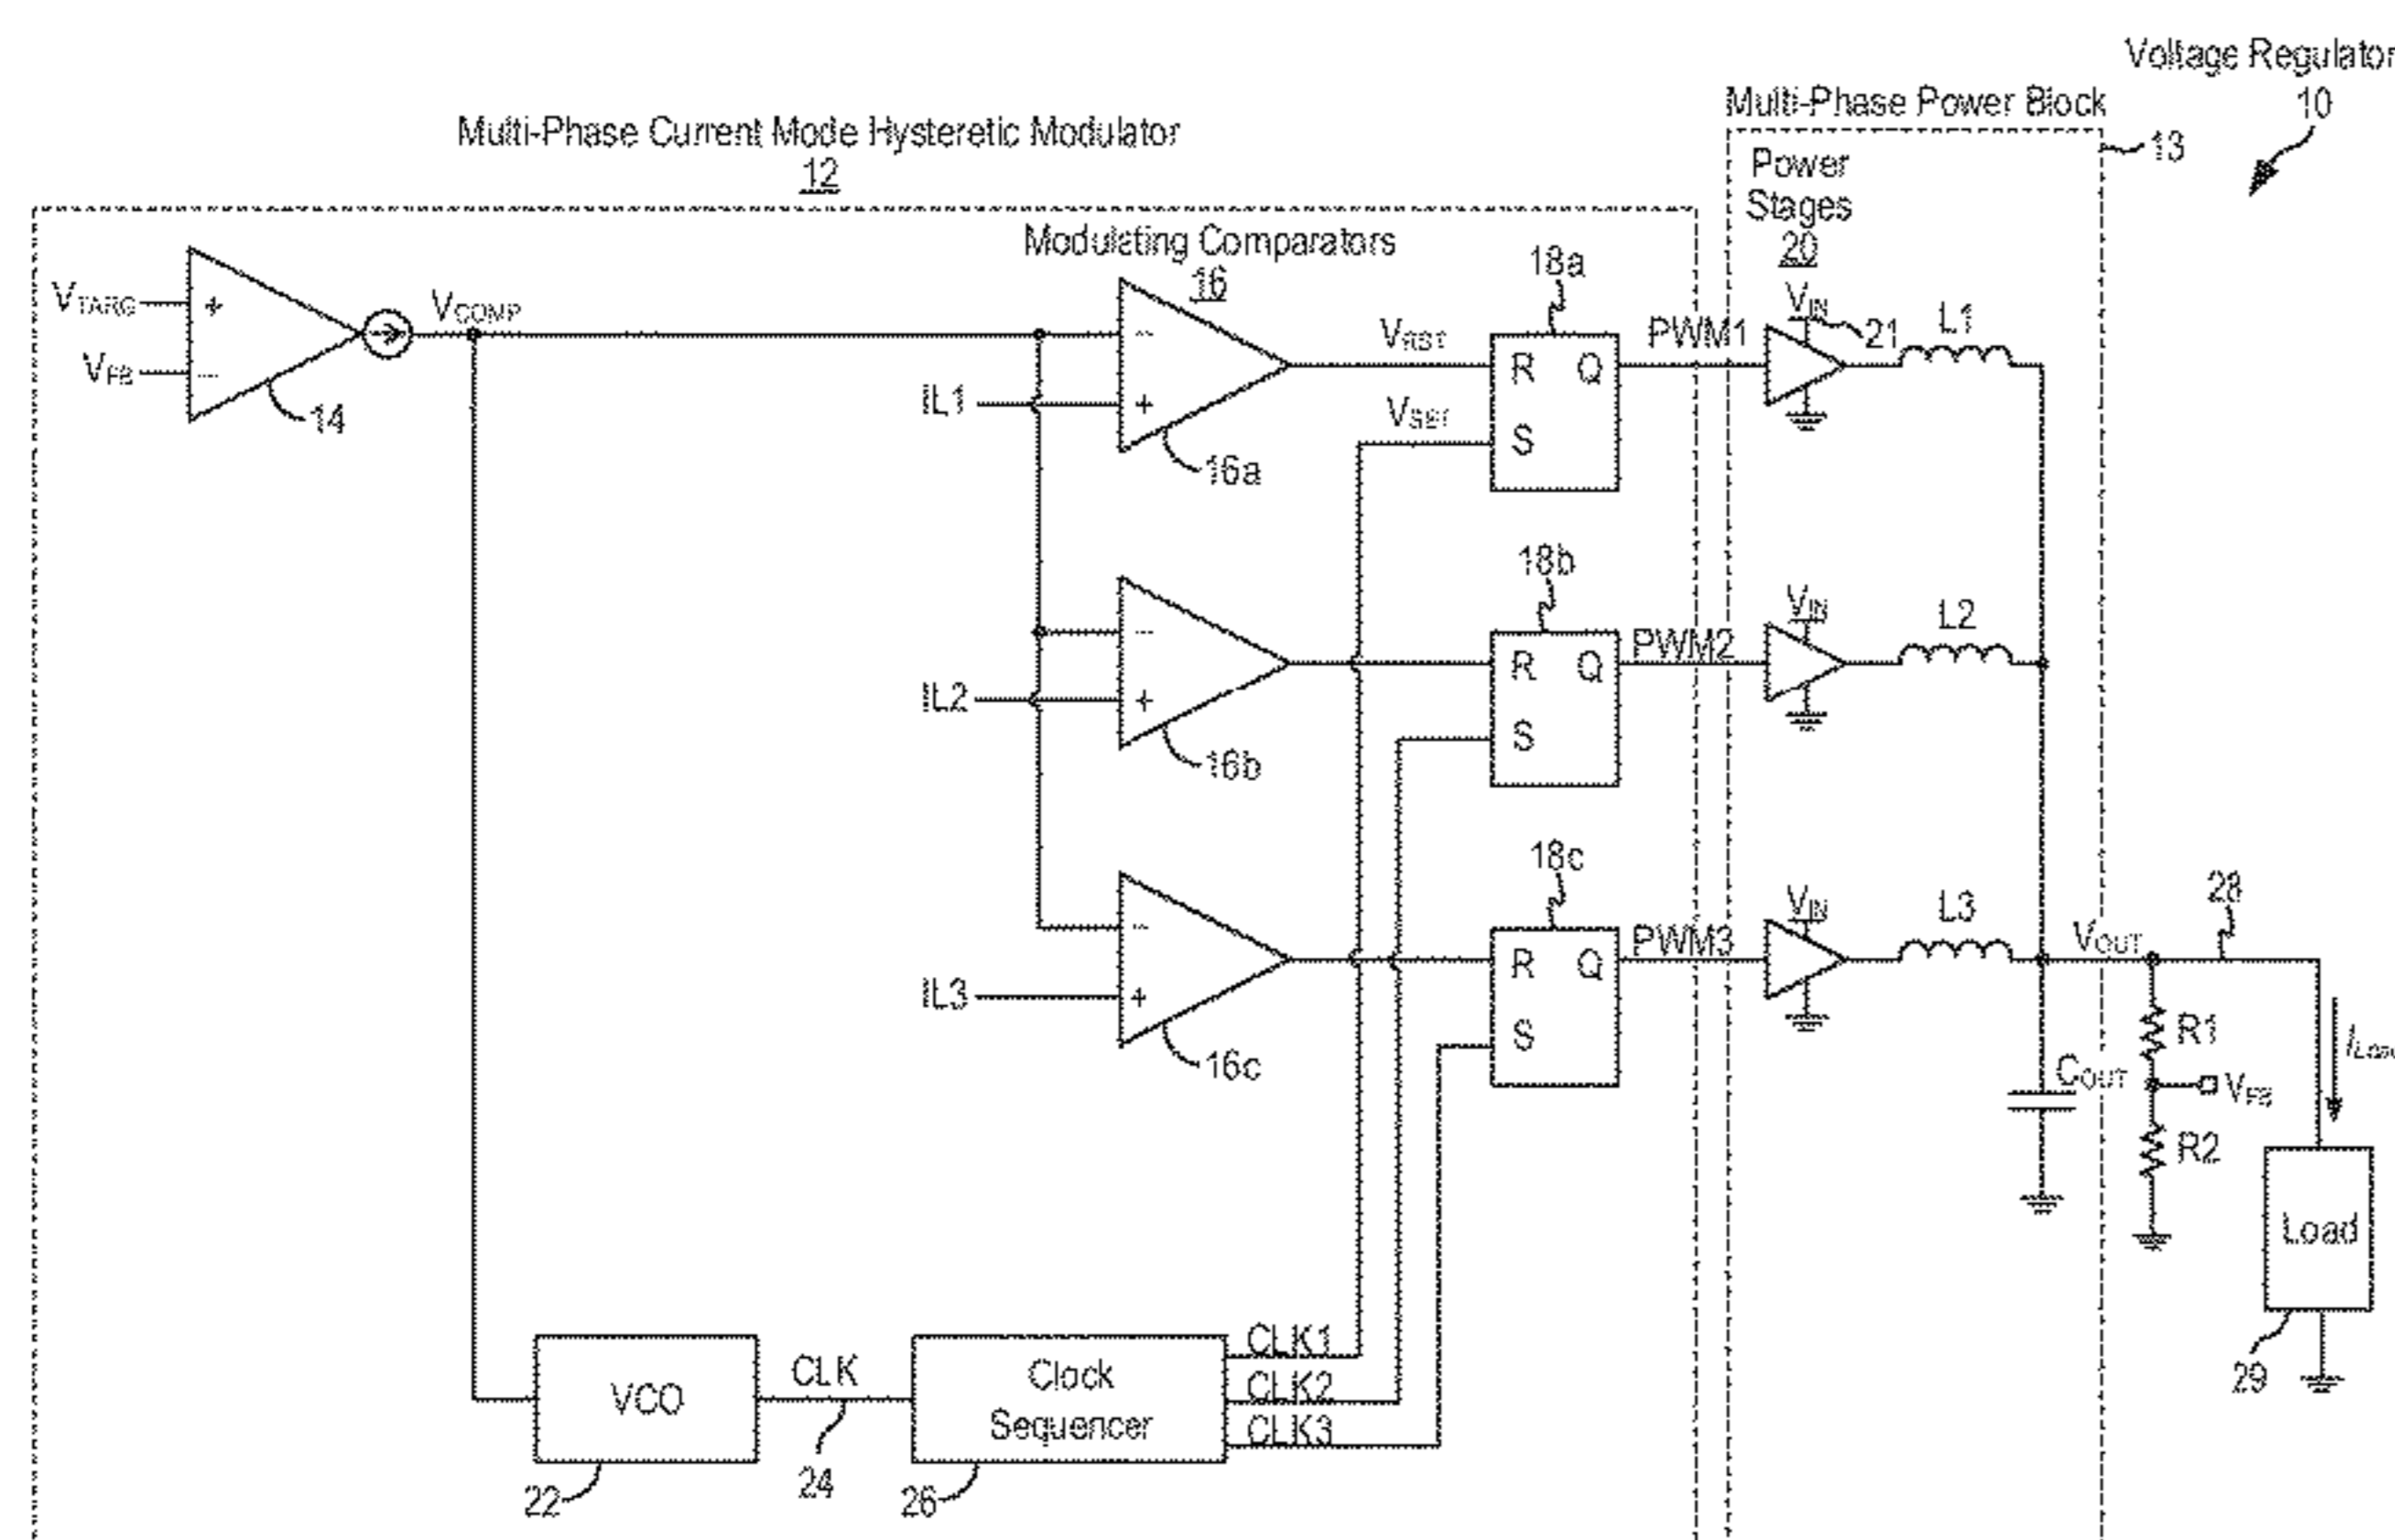 Voltage Regulator
10
Multi-Phase Power Block
13
Multi-Phase Current Mode Hysteretic Modulator
12
Power
Stages
20
Modulating Comparators
16
18a
VTARG
+
VFB
-
14
VCOMP
-
IL1
+
16a
VRST
VSET
R Q
S
PWM1
VIN
21
L1
18b
-
IL2
+
16b
R Q
S
PWM2
VIN
L2
18c
-
IL3
+
16c
R Q
S
PWM3
VIN
L3
VOUT
28
COUT
R1
VFB
R2
Load
29
VCO
22
CLK
24
Clock
Sequencer
26
CLK1
CLK2
CLK3